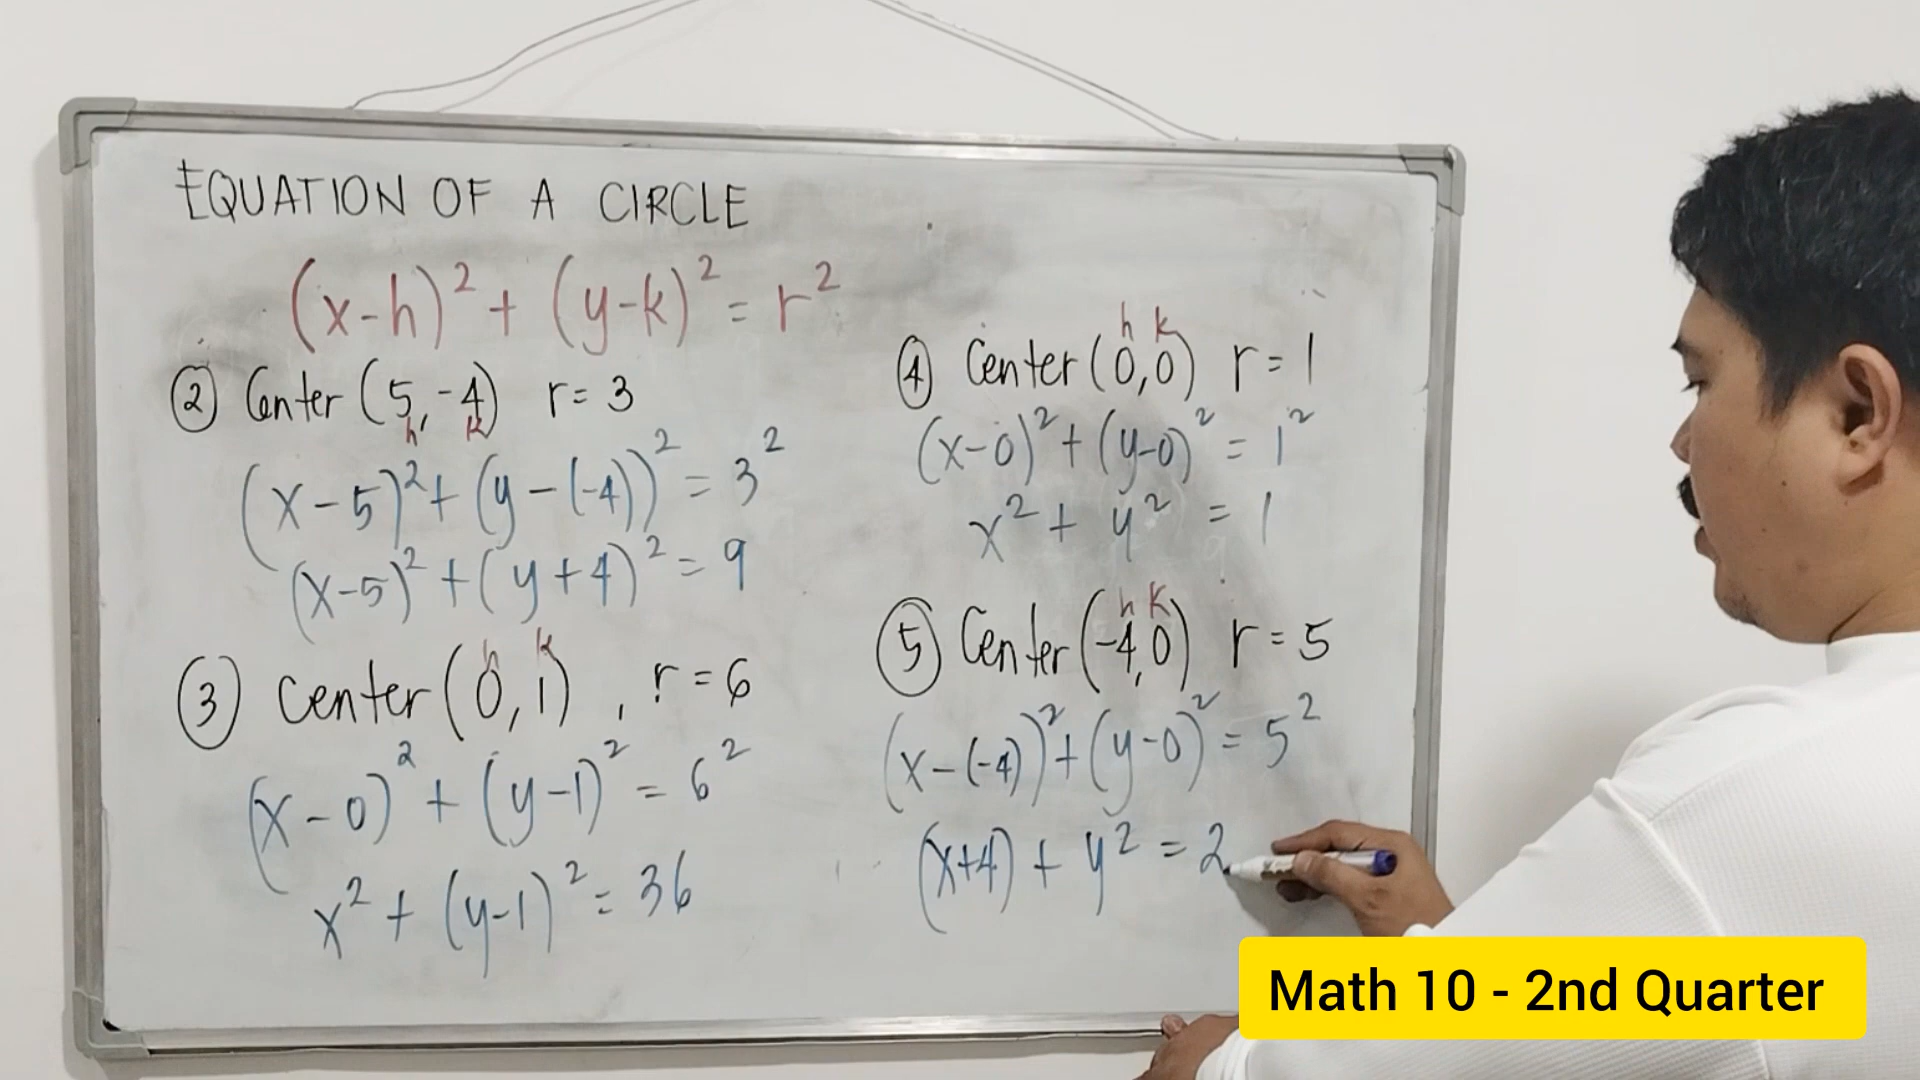 EQUATION OF A CIRCLE
(x-h)² + (y-k)² = r²
② Center (5, -4) r = 3
h k
(x-5)² + (y-(-4))² = 3²
(x-5)² + (y+4)² = 9
h k
③ Center (0,1), r = 6
(x-0)² + (y-1)² = 6²
x² + (y-1)² = 36
h k
④ Center (0,0) r = 1
(x-0)² + (y-0)² = 1²
x² + y² = 1
h k
⑤ Center (-4,0) r = 5
(x-(-4))² + (y-0)² = 5²
(x+4) + y² = 2
Math 10 - 2nd Quarter